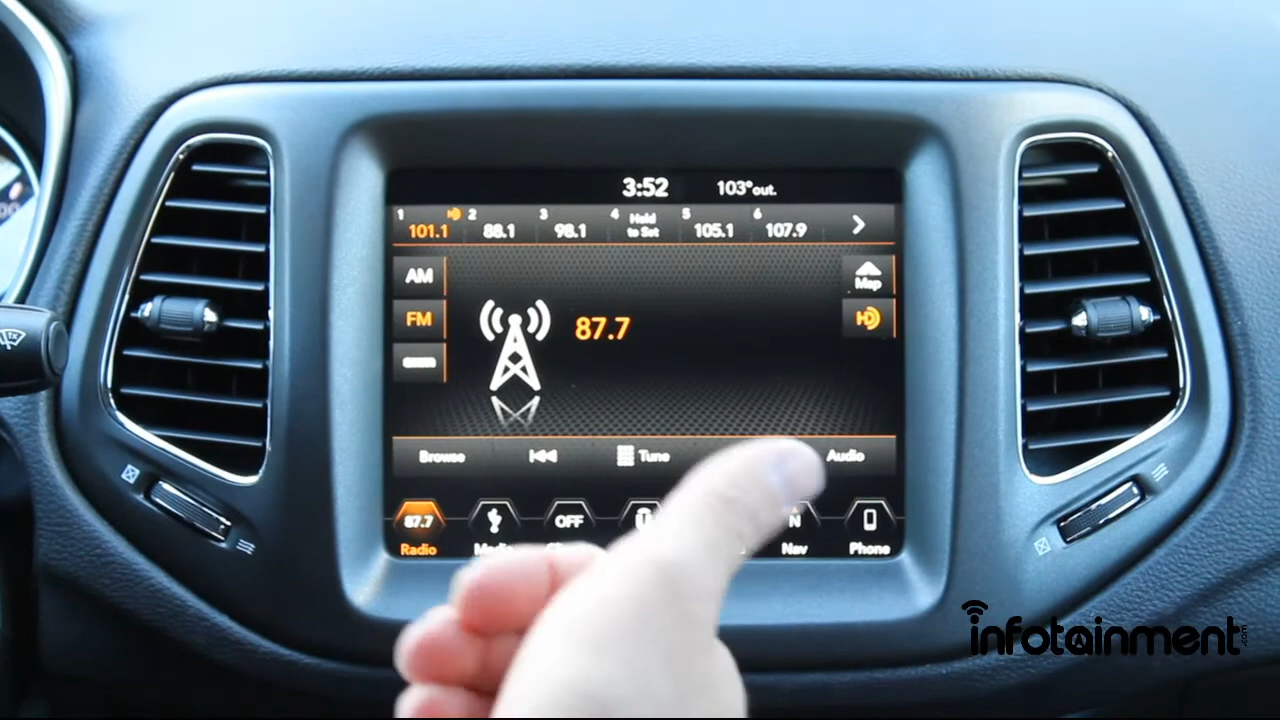 3:52 103°out.
1 2 3 4 5 6
101.1 88.1 98.1 Hold to Set 105.1 107.9
AM
Map
FM
87.7
HD
Browse Tune Audio
87.7 OFF N
Radio Nav Phone
infotainment.com